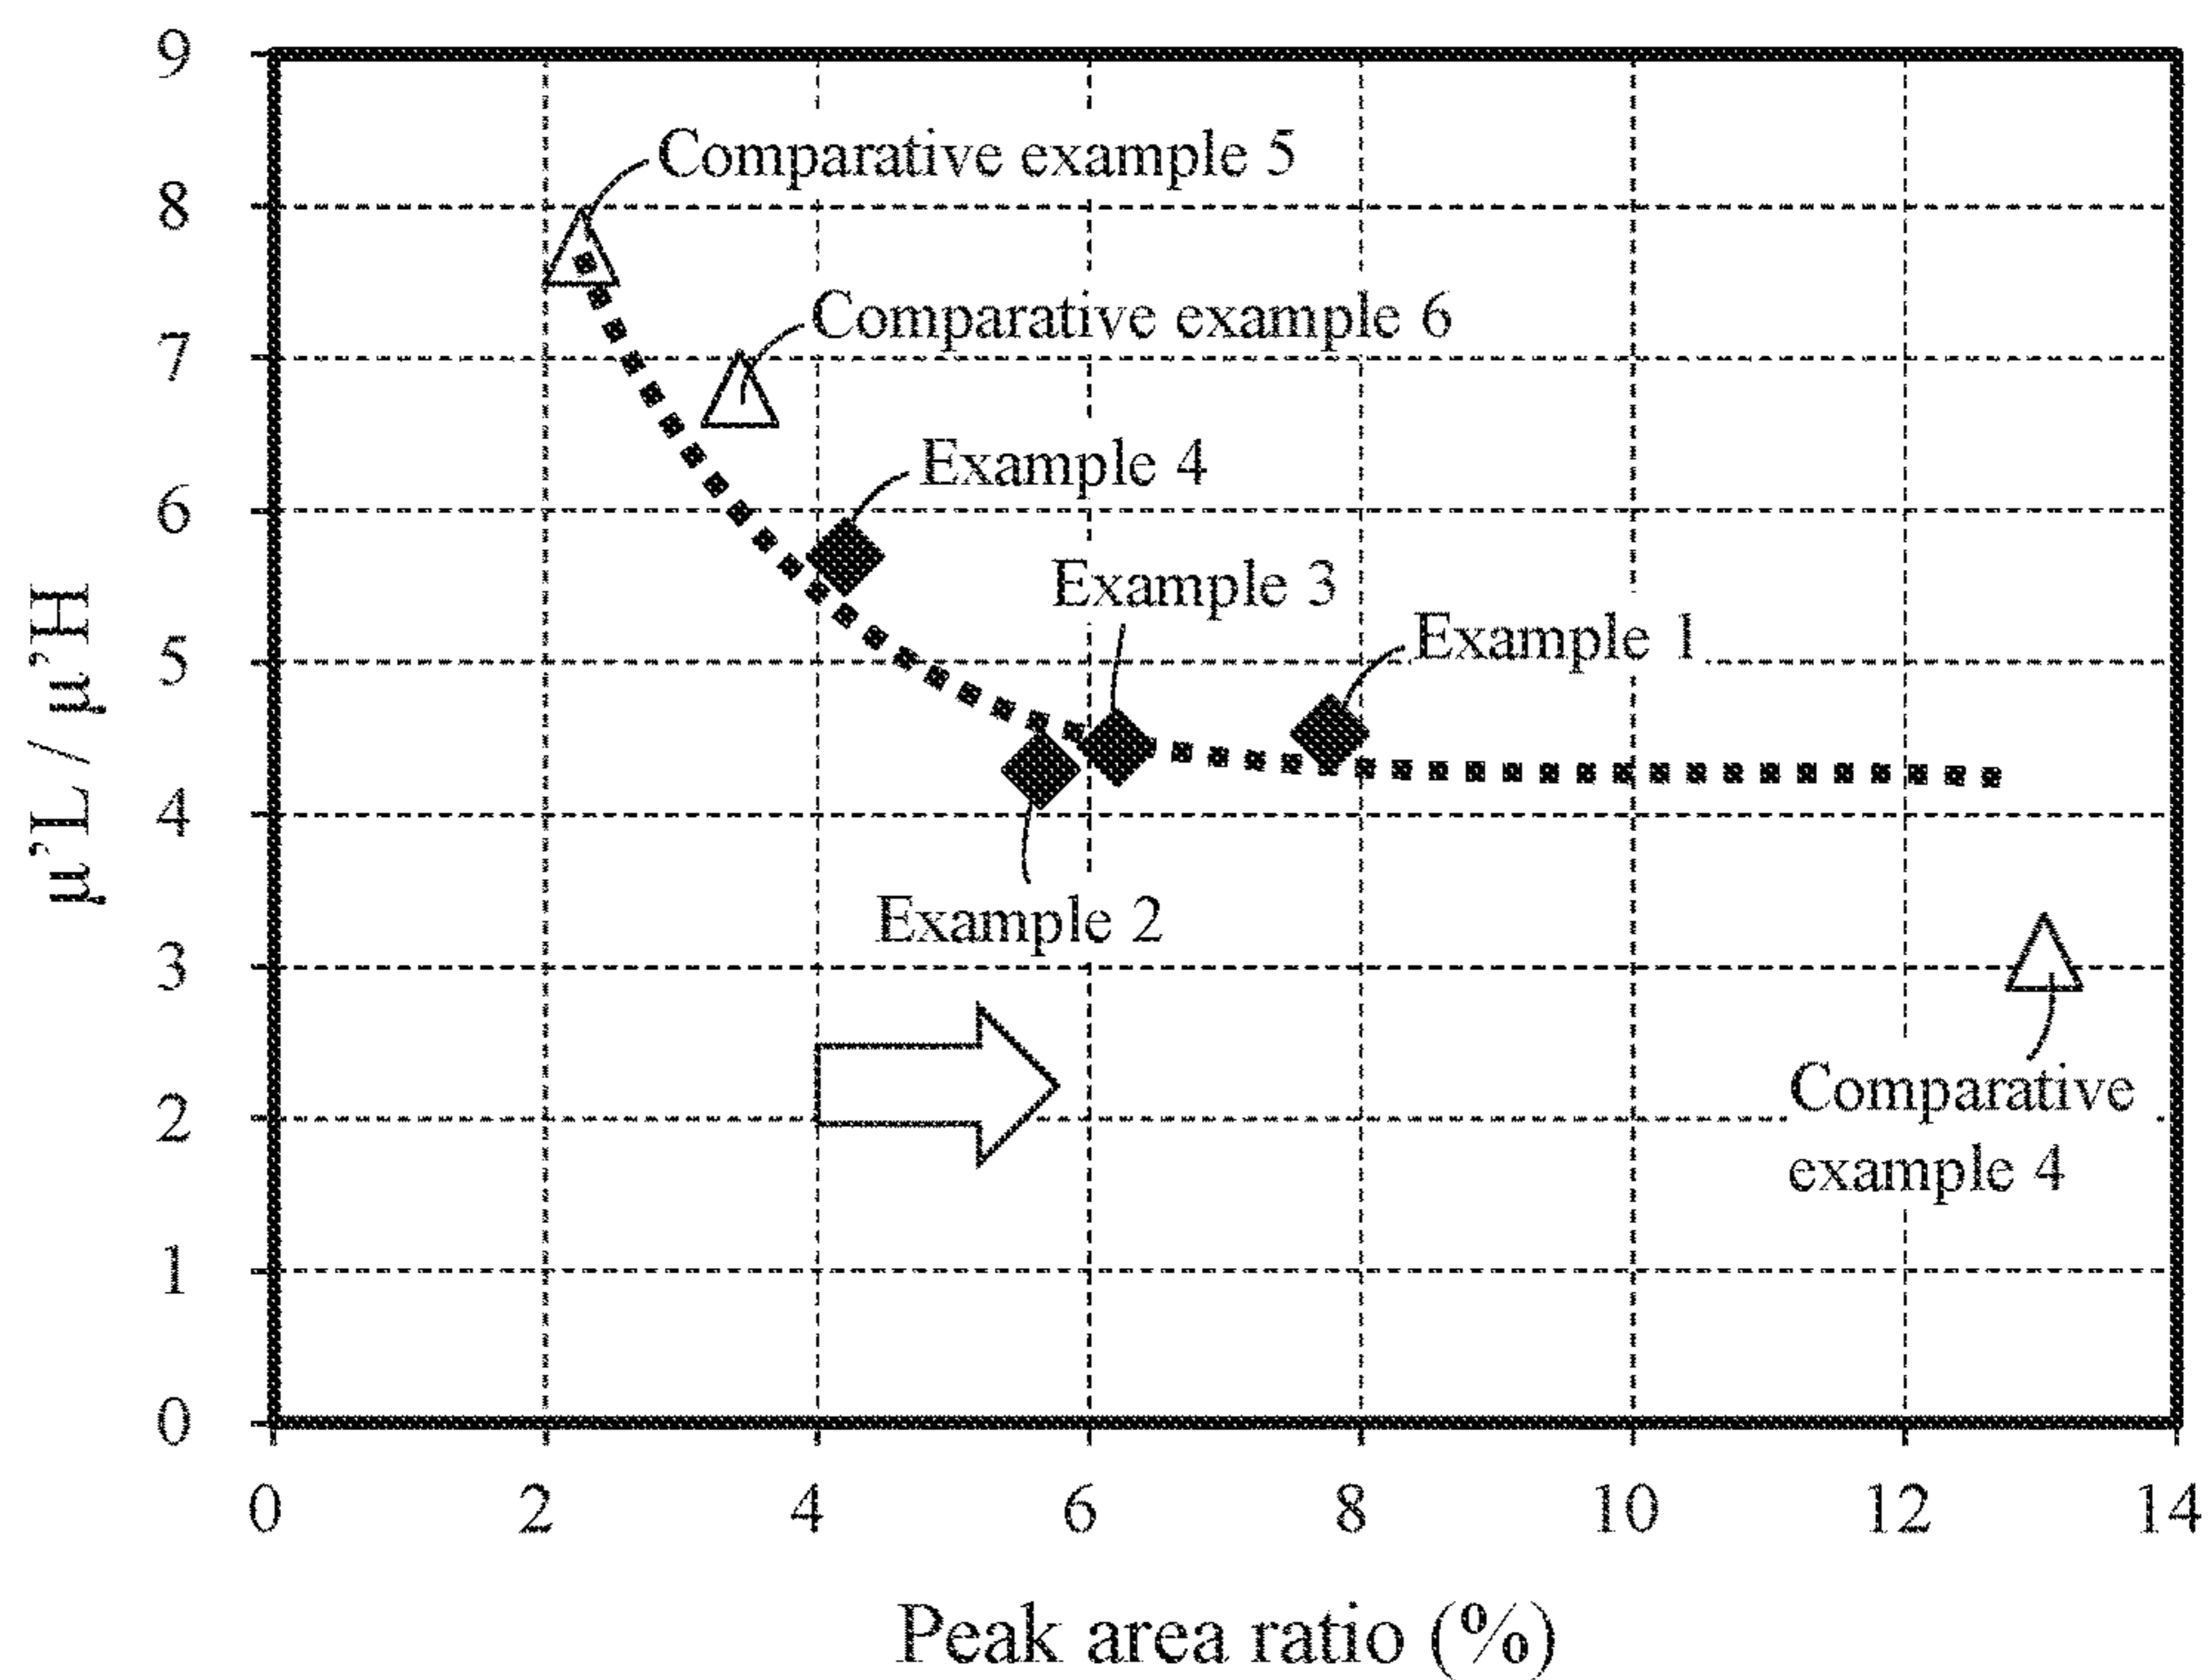 9
Comparative example 5
8
Comparative example 6
7
Example 4
6
Example 3
Example 1
5
4
Example 2
3
Comparative
example 4
2
1
0
μ’L / μ’H
0 2 4 6 8 10 12 14
Peak area ratio (%)